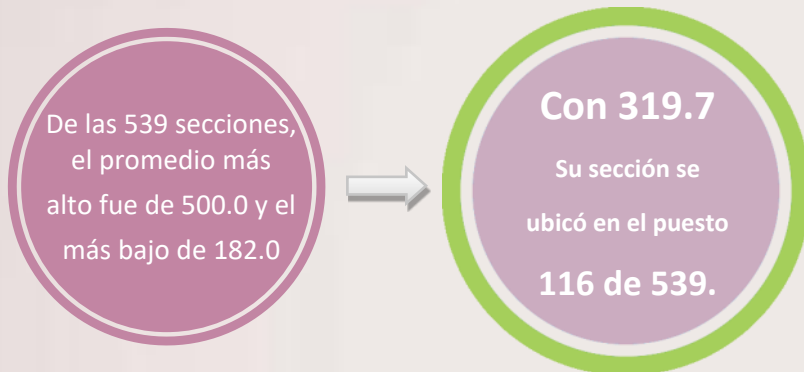 De las 539 secciones,
el promedio más
alto fue de 500.0 y el
más bajo de 182.0
Con 319.7
Su sección se
ubicó en el puesto
116 de 539.